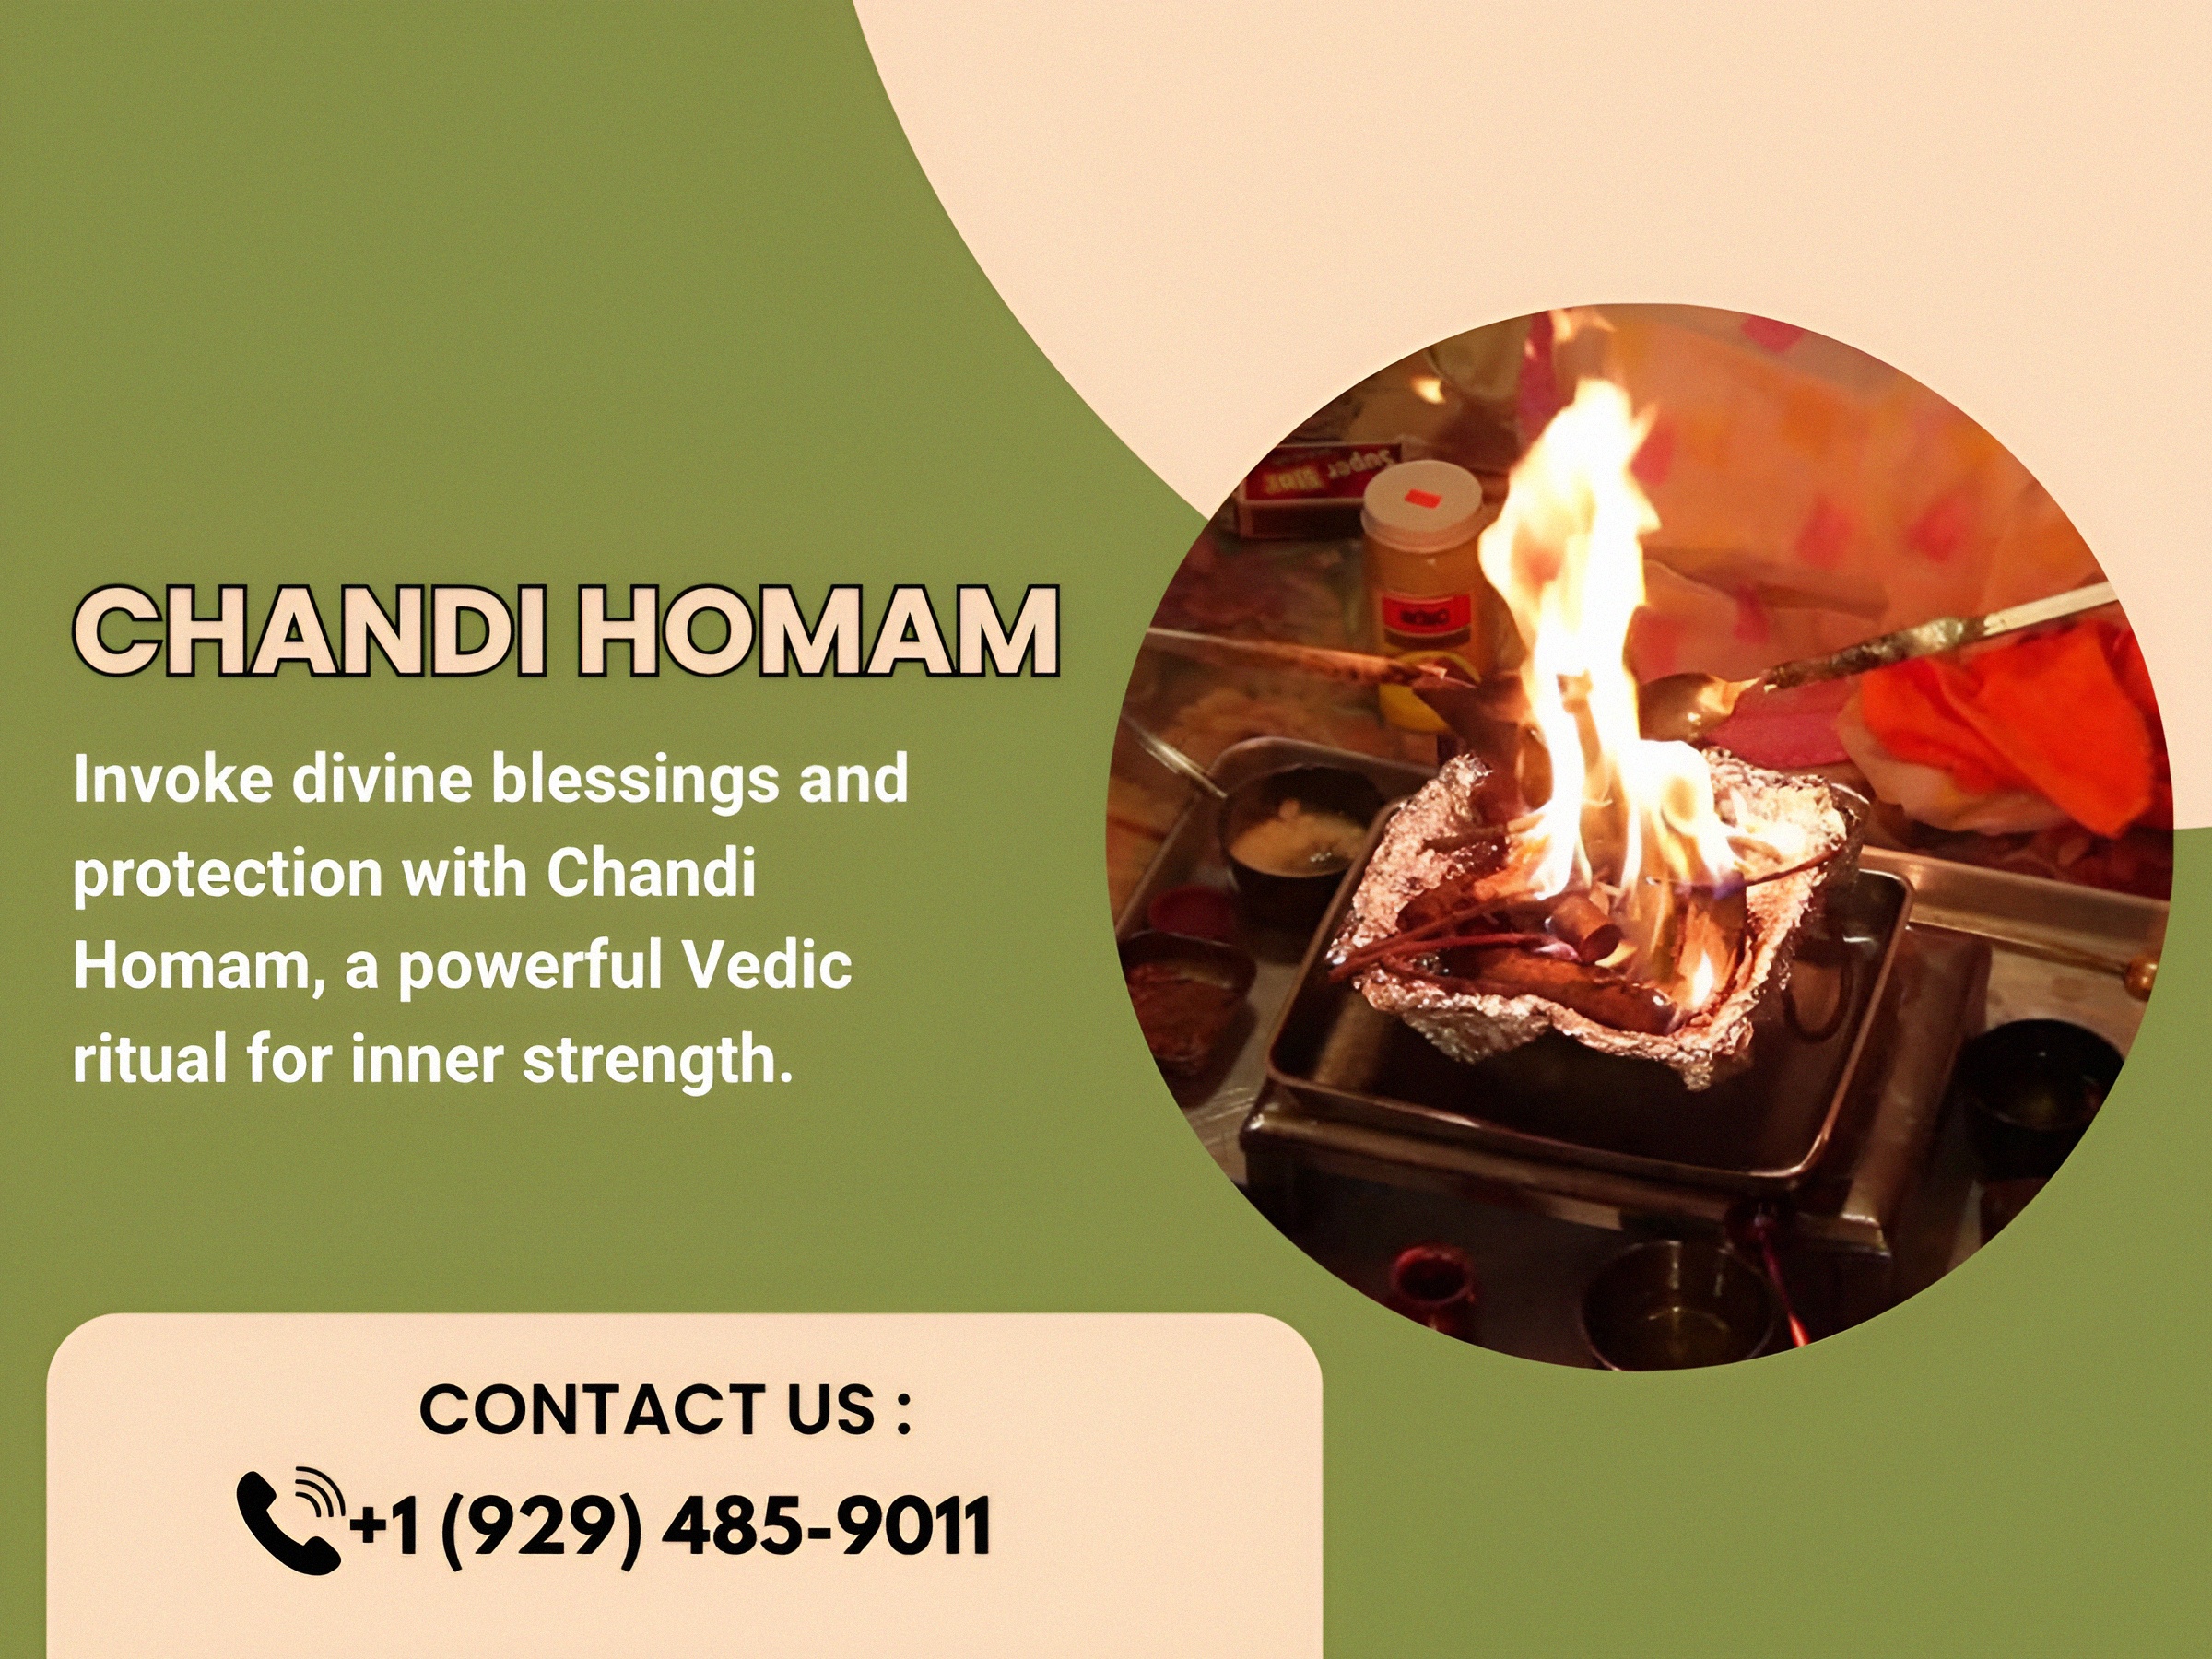 CHANDI HOMAM
Invoke divine blessings and
protection with Chandi
Homam, a powerful Vedic
ritual for inner strength.
CONTACT US :
+1 (929) 485-9011